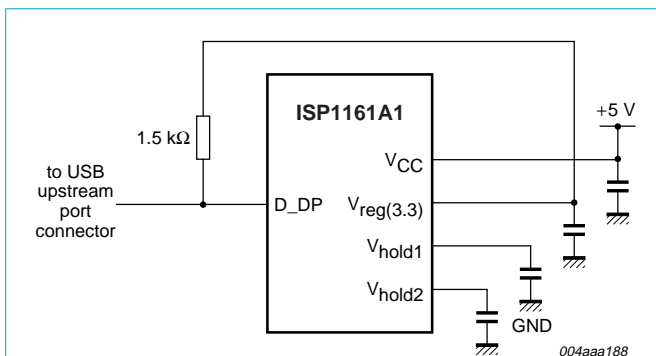 ISP1161A1
+5 V
1.5 kΩ
VCC
to USB
upstream
port
connector
D_DP
Vreg(3.3)
Vhold1
Vhold2
GND
004aaa188